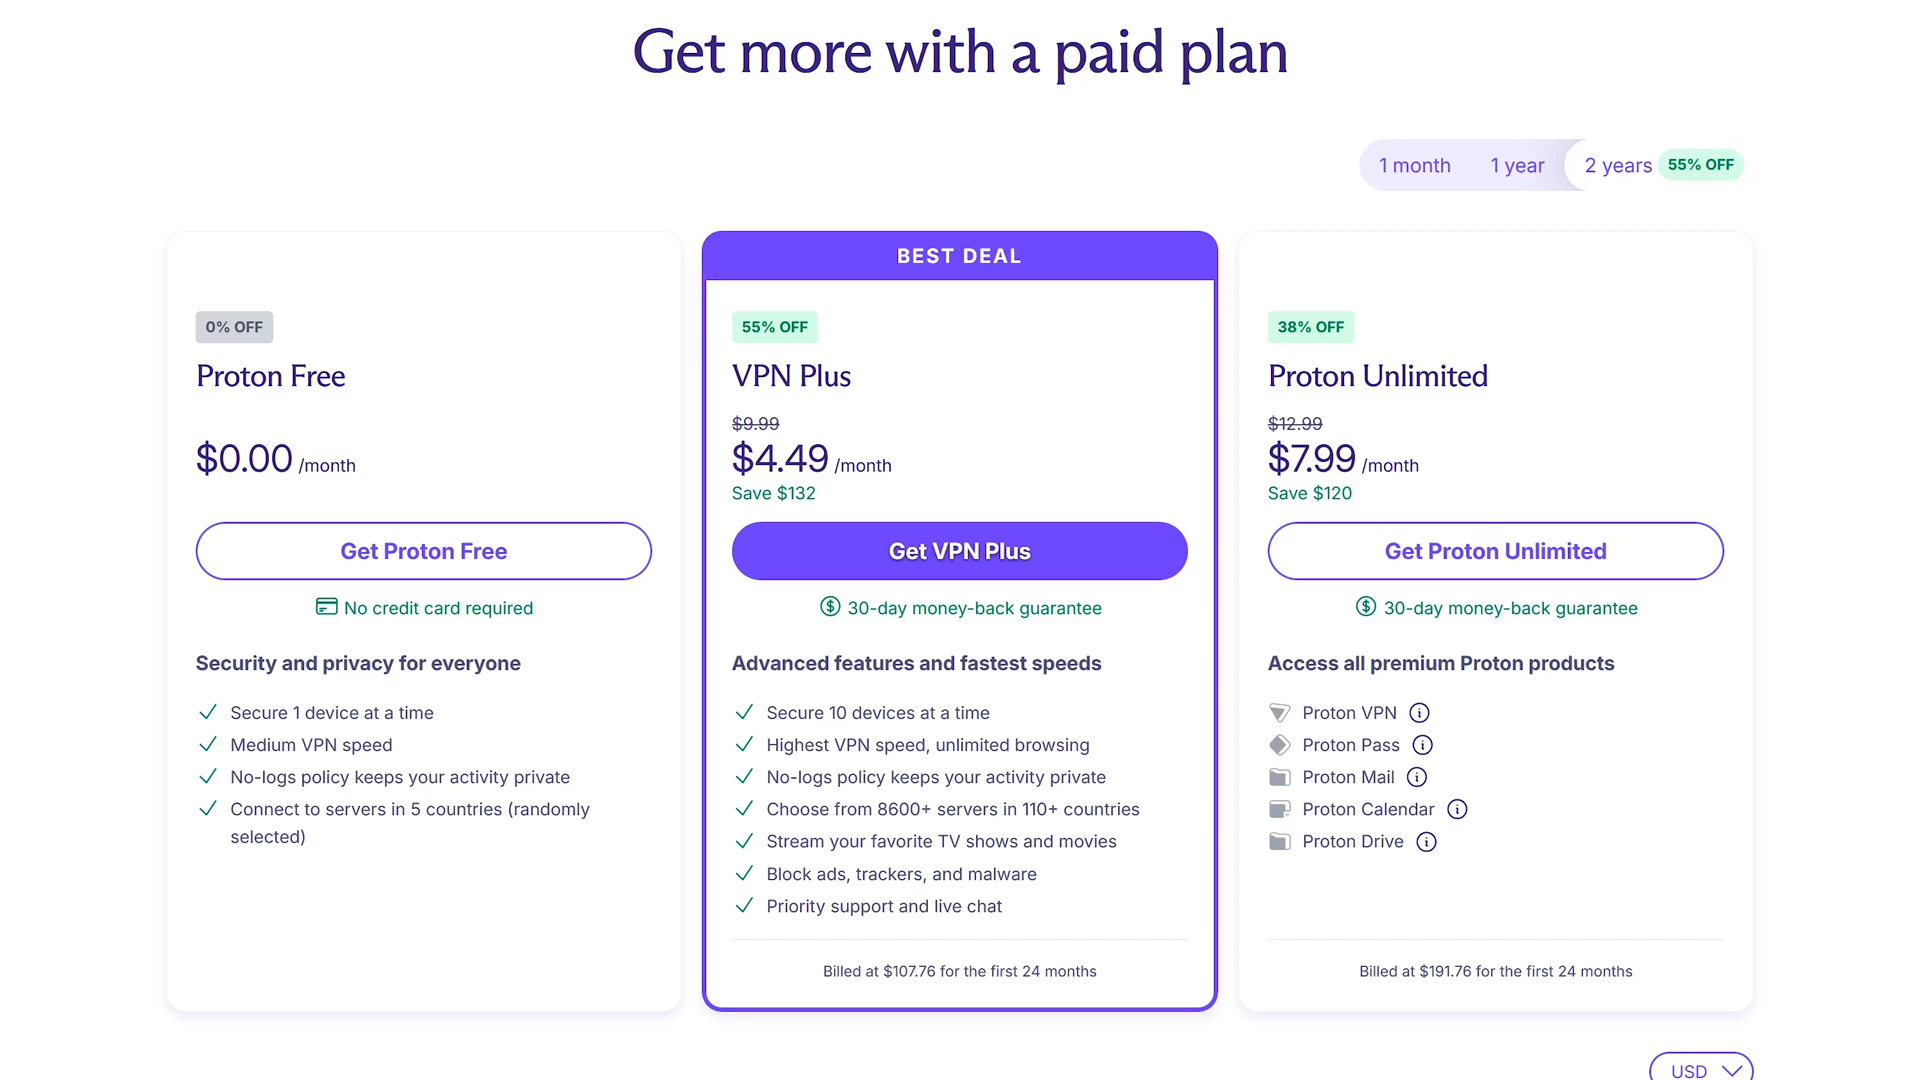 Get more with a paid plan
1 month 1 year 2 years 55% OFF
0% OFF
Proton Free
$0.00 /month
Get Proton Free
No credit card required
Security and privacy for everyone
Secure 1 device at a time
Medium VPN speed
No-logs policy keeps your activity private
Connect to servers in 5 countries (randomly
selected)
BEST DEAL
55% OFF
VPN Plus
$9.99
$4.49 /month
Save $132
Get VPN Plus
30-day money-back guarantee
Advanced features and fastest speeds
Secure 10 devices at a time
Highest VPN speed, unlimited browsing
No-logs policy keeps your activity private
Choose from 8600+ servers in 110+ countries
Stream your favorite TV shows and movies
Block ads, trackers, and malware
Priority support and live chat
Billed at $107.76 for the first 24 months
38% OFF
Proton Unlimited
$12.99
$7.99 /month
Save $120
Get Proton Unlimited
30-day money-back guarantee
Access all premium Proton products
Proton VPN
Proton Pass
Proton Mail
Proton Calendar
Proton Drive
Billed at $191.76 for the first 24 months
USD